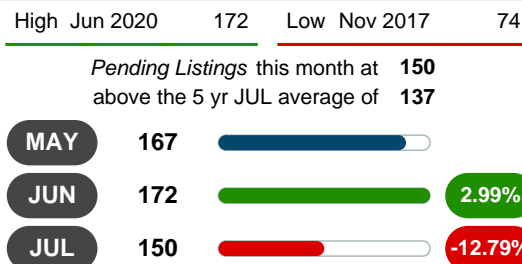 High Jun 2020 172 Low Nov 2017 74
Pending Listings this month at 150
above the 5 yr JUL average of 137
MAY 167
JUN 172 2.99%
JUL 150 -12.79%